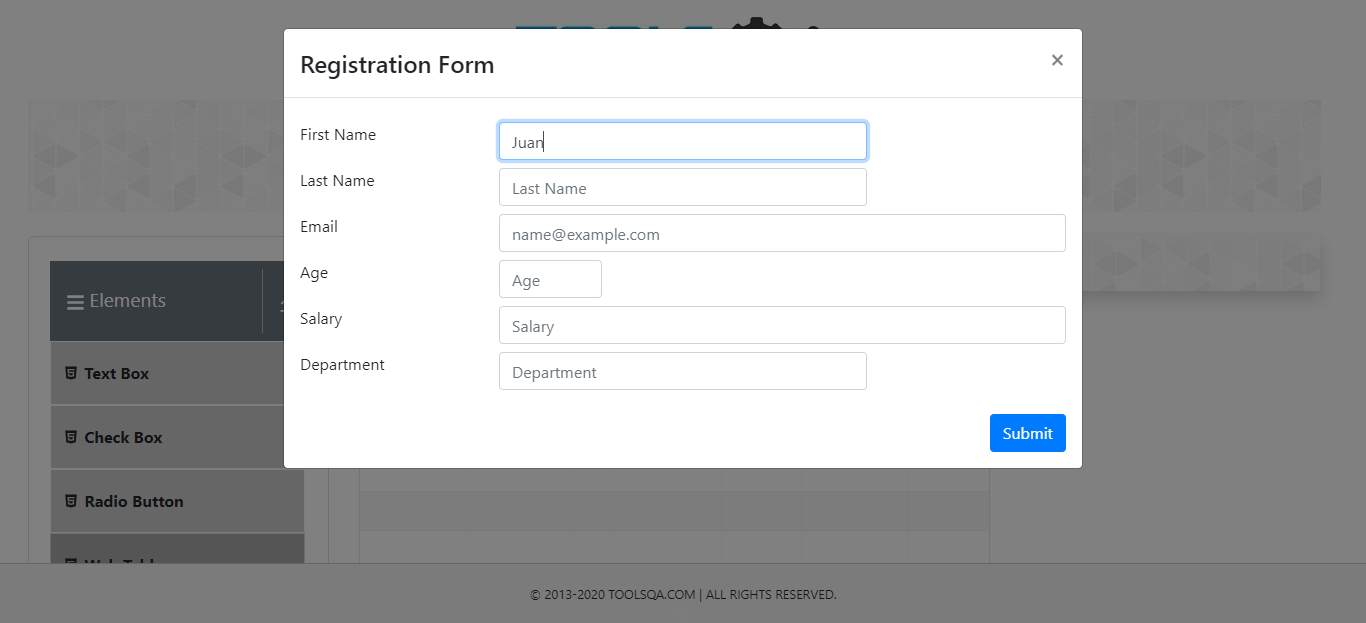 Registration Form
×
First Name
Juan
Last Name
Last Name
Email
name@example.com
Age
Age
Salary
Salary
Department
Department
Submit
Elements
Text Box
Check Box
Radio Button
© 2013-2020 TOOLSQA.COM | ALL RIGHTS RESERVED.